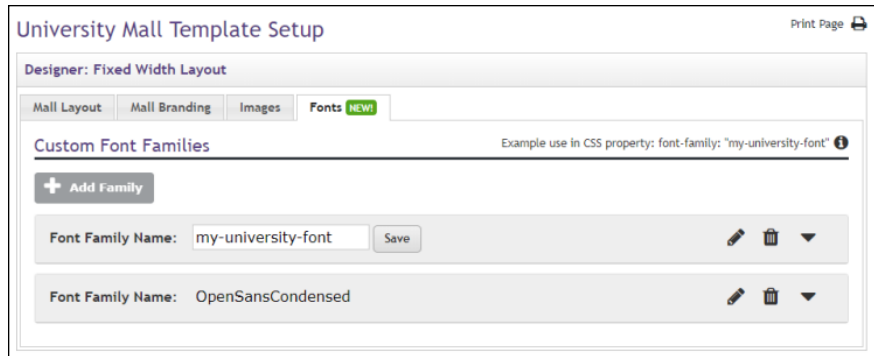 University Mall Template Setup
Print Page
Designer: Fixed Width Layout
Mall Layout
Mall Branding
Images
Fonts NEW!
Custom Font Families
Example use in CSS property: font-family: "my-university-font"
Add Family
Font Family Name: my-university-font Save
Font Family Name: OpenSansCondensed